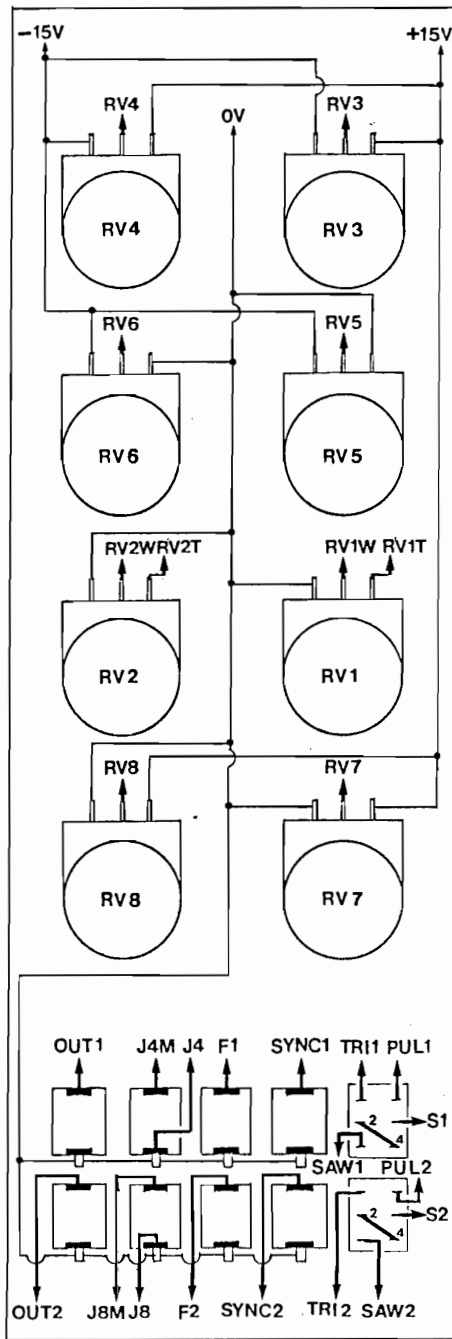 −15V +15V
RV4 RV3
0V
RV4 RV3
RV6 RV5
RV6 RV5
RV2W RV2T RV1W RV1T
RV2 RV1
RV8 RV7
RV8 RV7
OUT1 J4M J4 F1 SYNC1 TRI1 PUL1
2 S1
4
SAW1 PUL2
2 S2
4
OUT2 J8M J8 F2 SYNC2 TRI2 SAW2